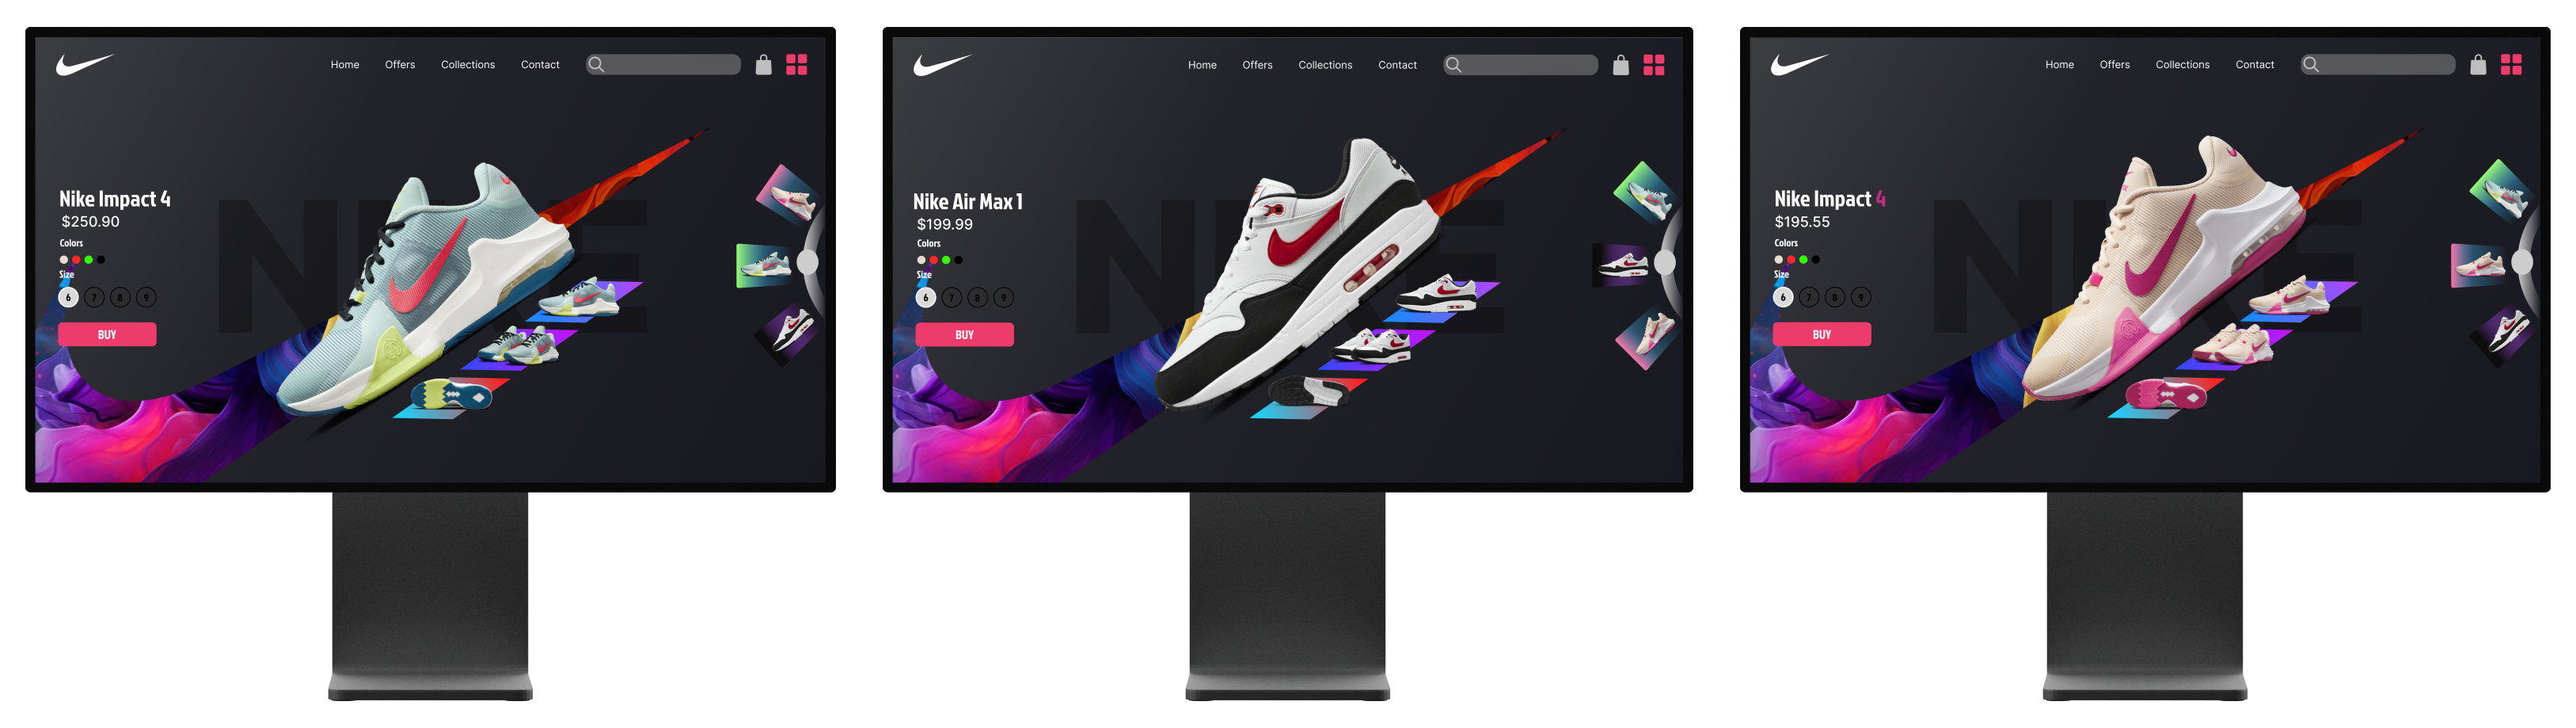 Home Offers Collections Contact
NIKE
Nike Impact 4
$250.90
Colors
Size
6 7 8 9
BUY
Home Offers Collections Contact
NIKE
Nike Air Max 1
$199.99
Colors
Size
6 7 8 9
BUY
Home Offers Collections Contact
NIKE
Nike Impact 4
$195.55
Colors
Size
6 7 8 9
BUY